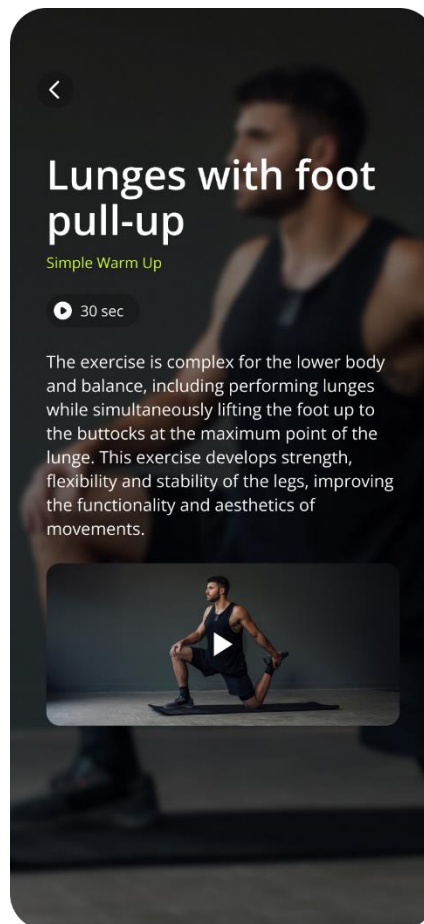 Lunges with foot
pull-up
Simple Warm Up
30 sec
The exercise is complex for the lower body
and balance, including performing lunges
while simultaneously lifting the foot up to
the buttocks at the maximum point of the
lunge. This exercise develops strength,
flexibility and stability of the legs, improving
the functionality and aesthetics of
movements.